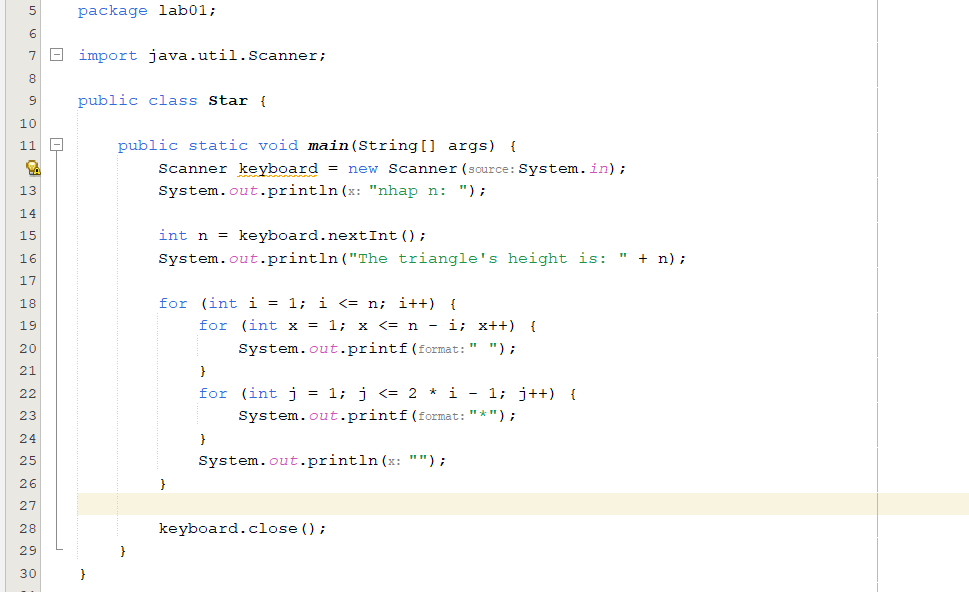 5 package lab01;
6
7 import java.util.Scanner;
8
9 public class Star {
10
11 public static void main(String[] args) {
Scanner keyboard = new Scanner(source: System.in);
13 System.out.println(x: "nhap n: ");
14
15 int n = keyboard.nextInt();
16 System.out.println("The triangle's height is: " + n);
17
18 for (int i = 1; i <= n; i++) {
19 for (int x = 1; x <= n - i; x++) {
20 System.out.printf(format: " ");
21 }
22 for (int j = 1; j <= 2 * i - 1; j++) {
23 System.out.printf(format: "*");
24 }
25 System.out.println(x: "");
26 }
27
28 keyboard.close();
29 }
30 }